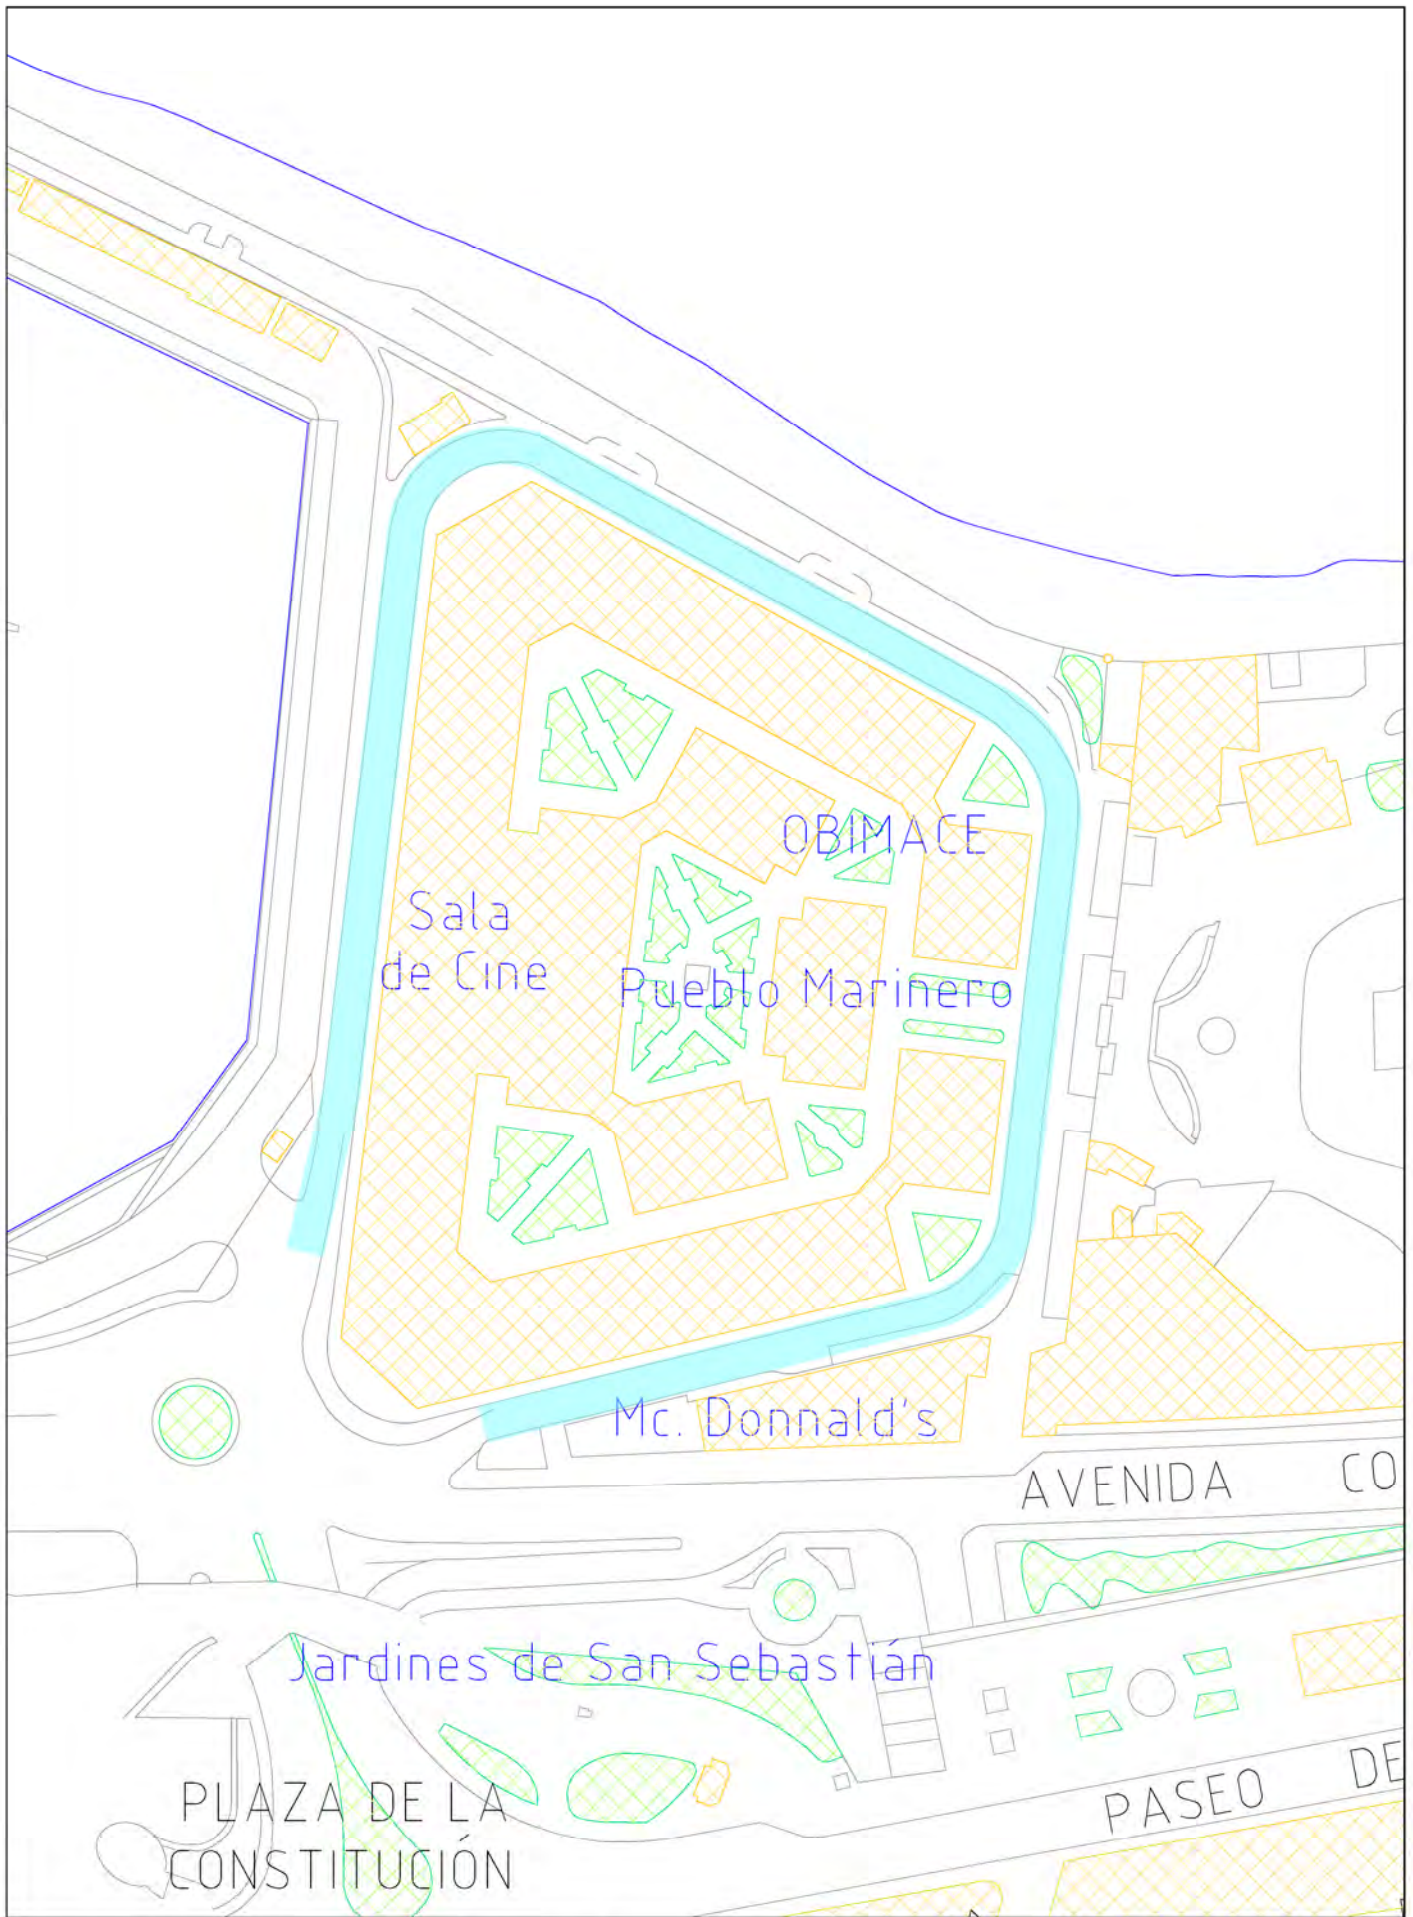 OBIMACE
Sala
de Cine
Pueblo Marinero
Mc. Donnald's
AVENIDA CO
Jardines de San Sebastián
PASEO DE
PLAZA DE LA
CONSTITUCIÓN